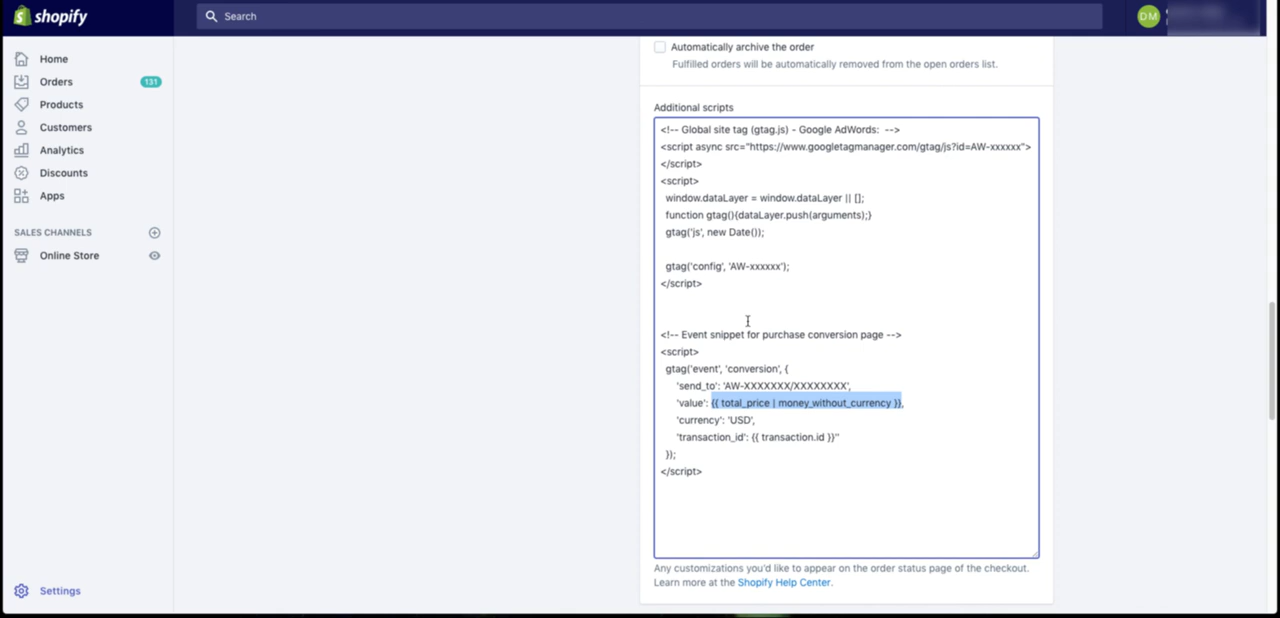 shopify
Search
DM
Home
Orders
131
Products
Customers
Analytics
Discounts
Apps
SALES CHANNELS
Online Store
Settings
Automatically archive the order
Fulfilled orders will be automatically removed from the open orders list.
Additional scripts
<!-- Global site tag (gtag.js) - Google AdWords:  -->
<script async src="https://www.googletagmanager.com/gtag/js?id=AW-xxxxxx">
</script>
<script>
window.dataLayer = window.dataLayer || [];
function gtag(){dataLayer.push(arguments);}
gtag('js', new Date());
gtag('config', 'AW-xxxxxx');
</script>
<!-- Event snippet for purchase conversion page -->
<script>
gtag('event', 'conversion', {
'send_to': 'AW-XXXXXXX/XXXXXXXX',
'value': {{ total_price | money_without_currency }},
'currency': 'USD',
'transaction_id': {{ transaction.id }}"
});
</script>
Any customizations you'd like to appear on the order status page of the checkout.
Learn more at the Shopify Help Center.